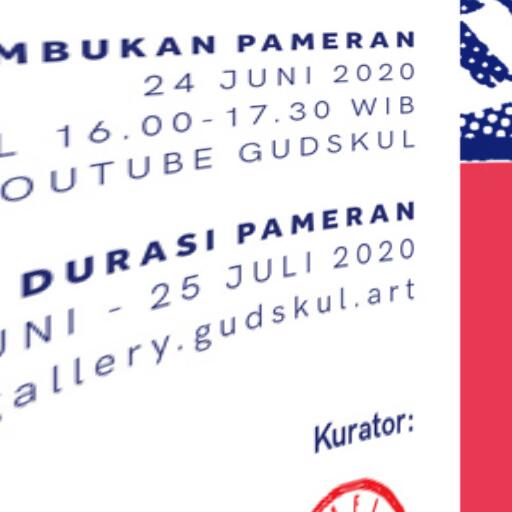 MBUKAN PAMERAN
24 JUNI 2020
L 16.00-17.30 WIB
OUTUBE GUDSKUL
DURASI PAMERAN
UNI - 25 JULI 2020
allery.gudskul.art
Kurator: